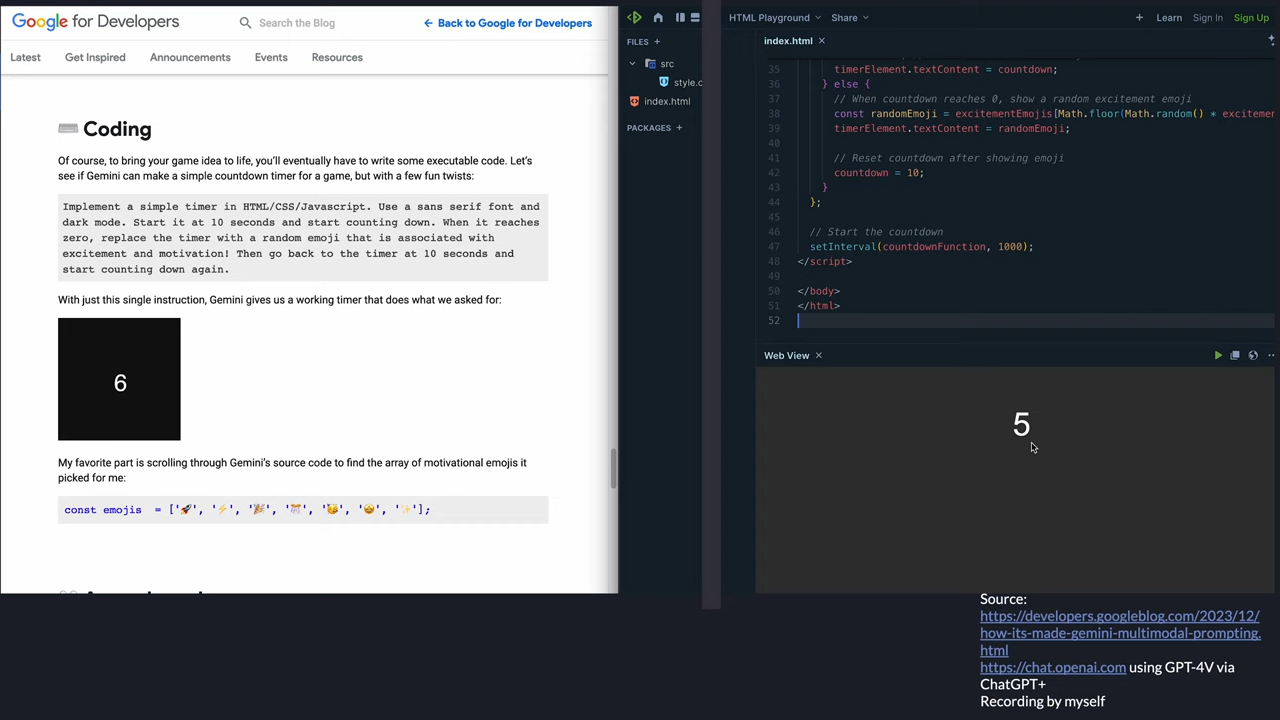 Google for Developers
Search the Blog
← Back to Google for Developers
Latest
Get Inspired
Announcements
Events
Resources
Coding
Of course, to bring your game idea to life, you'll eventually have to write some executable code. Let's
see if Gemini can make a simple countdown timer for a game, but with a few fun twists:
Implement a simple timer in HTML/CSS/Javascript. Use a sans serif font and
dark mode. Start it at 10 seconds and start counting down. When it reaches
zero, replace the timer with a random emoji that is associated with
excitement and motivation! Then go back to the timer at 10 seconds and
start counting down again.
With just this single instruction, Gemini gives us a working timer that does what we asked for:
6
My favorite part is scrolling through Gemini's source code to find the array of motivational emojis it
picked for me:
const emojis = ['🚀', '⚡', '🎉', '🎊', '🥳', '🤩', '✨'];
HTML Playground
Share
+
Learn
Sign In
Sign Up
FILES +
src
style.c
index.html
PACKAGES +
index.html ×
35 timerElement.textContent = countdown;
36 } else {
37 // When countdown reaches 0, show a random excitement emoji
38 const randomEmoji = excitementEmojis[Math.floor(Math.random() * excitemen
39 timerElement.textContent = randomEmoji;
40
41 // Reset countdown after showing emoji
42 countdown = 10;
43 }
44 };
45
46 // Start the countdown
47 setInterval(countdownFunction, 1000);
48 </script>
49
50 </body>
51 </html>
52
Web View ×
5
Source:
https://developers.googleblog.com/2023/12/
how-its-made-gemini-multimodal-prompting.
html
https://chat.openai.com using GPT-4V via
ChatGPT+
Recording by myself